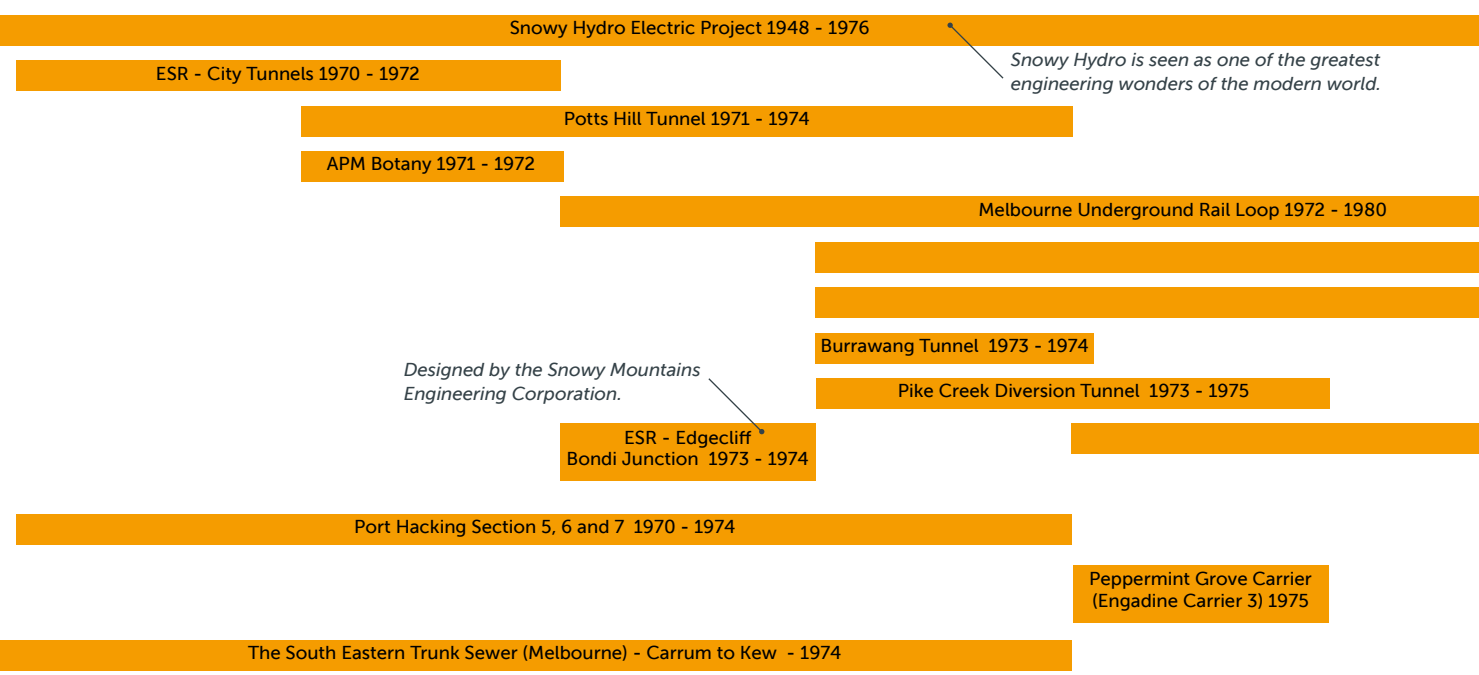 Snowy Hydro Electric Project 1948 - 1976
Snowy Hydro is seen as one of the greatest
engineering wonders of the modern world.
ESR - City Tunnels 1970 - 1972
Potts Hill Tunnel 1971 - 1974
APM Botany 1971 - 1972
Melbourne Underground Rail Loop 1972 - 1980
Burrawang Tunnel 1973 - 1974
Designed by the Snowy Mountains
Engineering Corporation.
Pike Creek Diversion Tunnel 1973 - 1975
ESR - Edgecliff
Bondi Junction 1973 - 1974
Port Hacking Section 5, 6 and 7 1970 - 1974
Peppermint Grove Carrier
(Engadine Carrier 3) 1975
The South Eastern Trunk Sewer (Melbourne) - Carrum to Kew - 1974